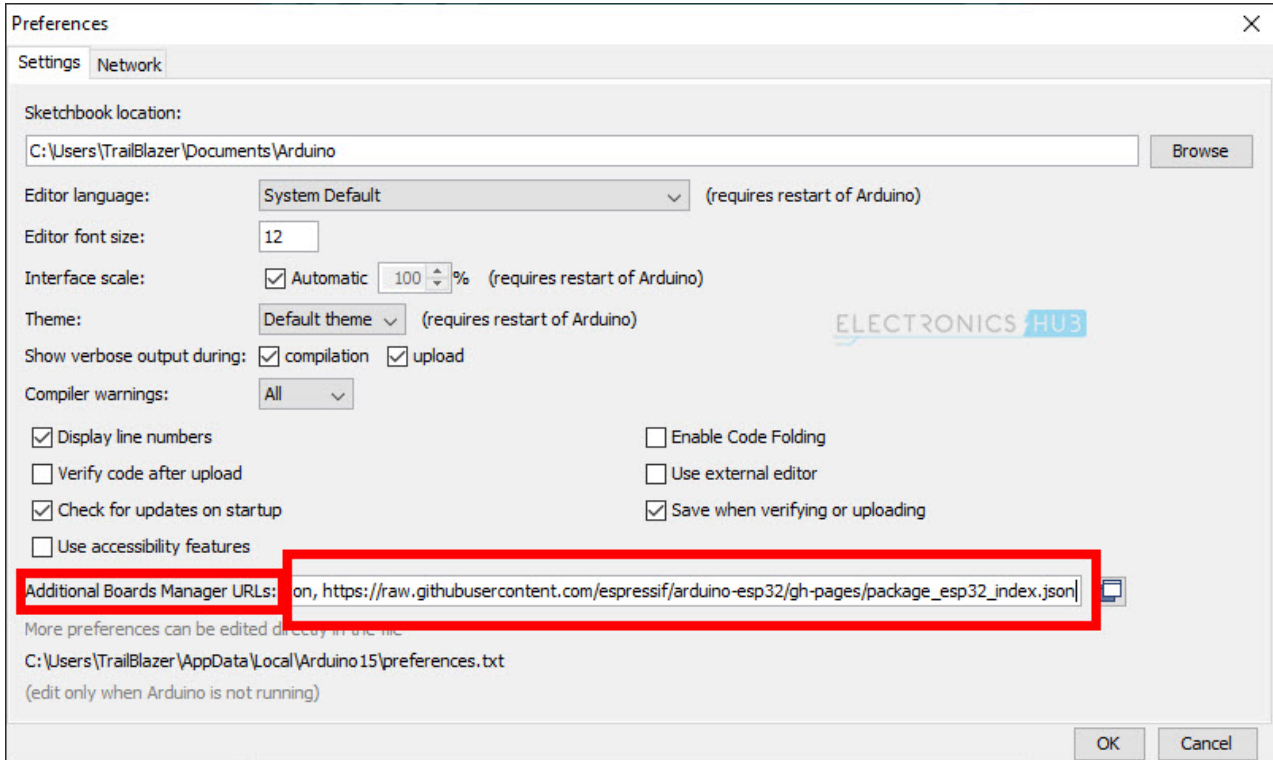 Preferences
Settings Network
Sketchbook location:
C:\Users\TrailBlazer\Documents\Arduino Browse
Editor language: System Default (requires restart of Arduino)
Editor font size: 12
Interface scale: Automatic 100 % (requires restart of Arduino)
Theme: Default theme (requires restart of Arduino)
ELECTRONICS HUB
Show verbose output during: compilation upload
Compiler warnings: All
Display line numbers Enable Code Folding
Verify code after upload Use external editor
Check for updates on startup Save when verifying or uploading
Use accessibility features
Additional Boards Manager URLs: on, https://raw.githubusercontent.com/espressif/arduino-esp32/gh-pages/package_esp32_index.json
More preferences can be edited directly in the file
C:\Users\TrailBlazer\AppData\Local\Arduino15\preferences.txt
(edit only when Arduino is not running)
OK Cancel